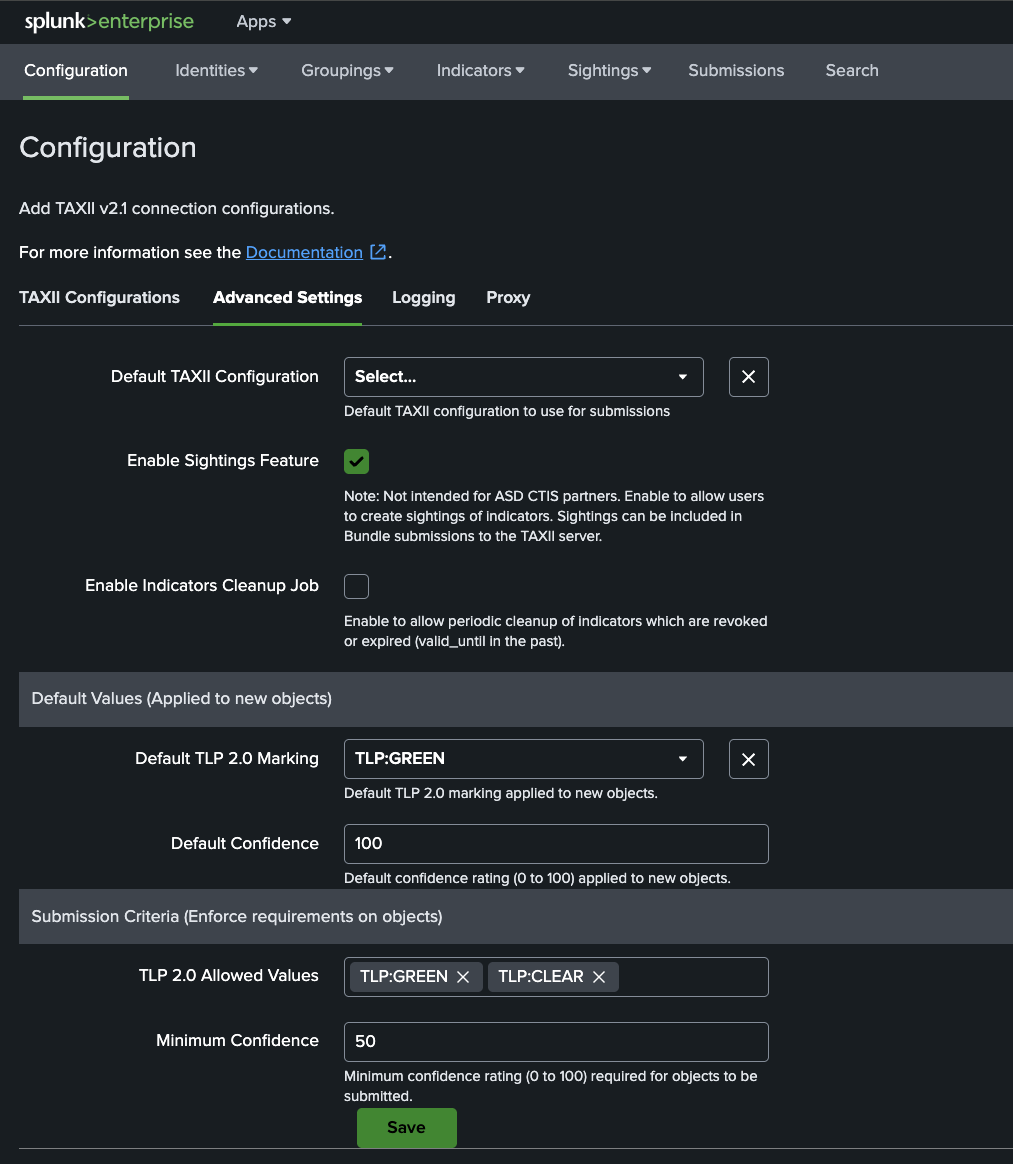 splunk>enterprise Apps
Configuration Identities Groupings Indicators Sightings Submissions Search
Configuration
Add TAXII v2.1 connection configurations.
For more information see the Documentation .
TAXII Configurations Advanced Settings Logging Proxy
Default TAXII Configuration Select...
Default TAXII configuration to use for submissions
Enable Sightings Feature
Note: Not intended for ASD CTIS partners. Enable to allow users
to create sightings of indicators. Sightings can be included in
Bundle submissions to the TAXII server.
Enable Indicators Cleanup Job
Enable to allow periodic cleanup of indicators which are revoked
or expired (valid_until in the past).
Default Values (Applied to new objects)
Default TLP 2.0 Marking TLP:GREEN
Default TLP 2.0 marking applied to new objects.
Default Confidence 100
Default confidence rating (0 to 100) applied to new objects.
Submission Criteria (Enforce requirements on objects)
TLP 2.0 Allowed Values TLP:GREEN TLP:CLEAR
Minimum Confidence 50
Minimum confidence rating (0 to 100) required for objects to be
submitted.
Save